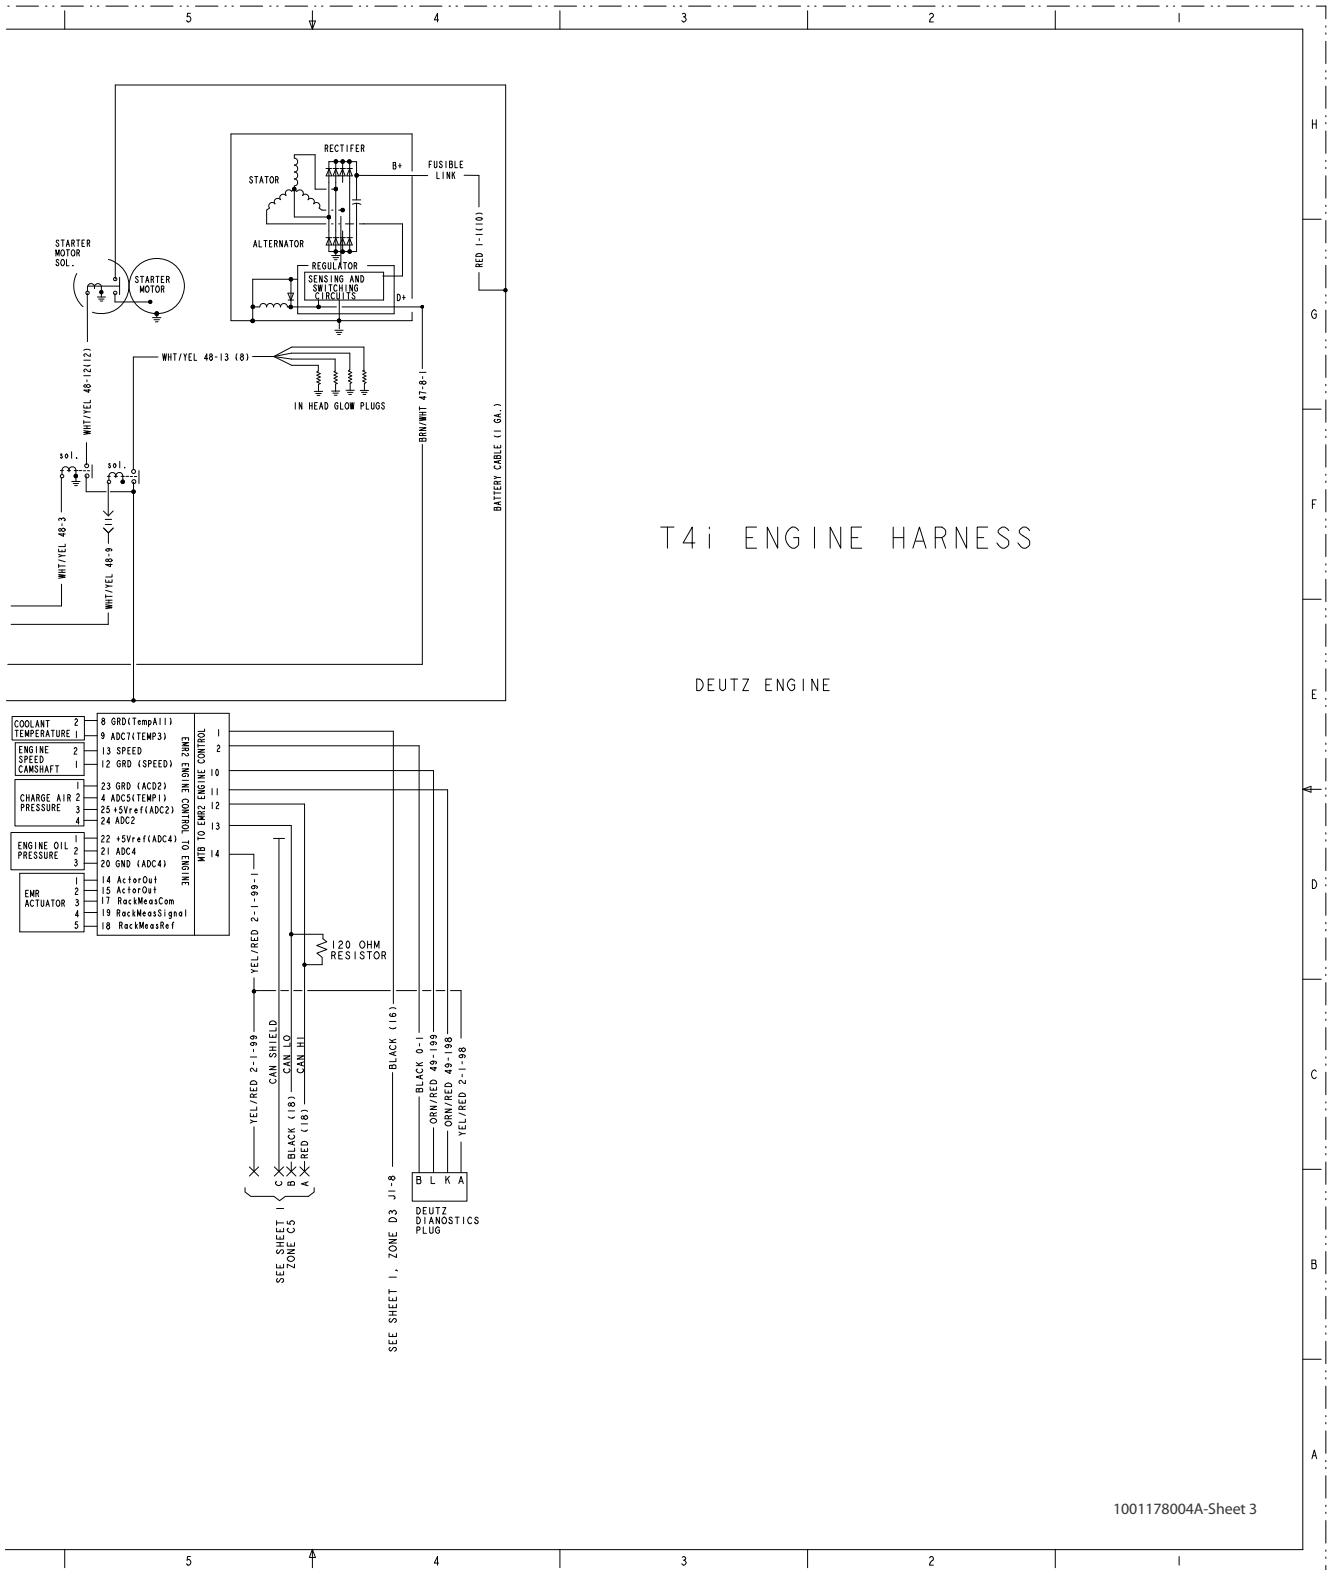 5
4
3
2
1
H
G
F
E
D
C
B
A
RECTIFER
STATOR
B+
FUSIBLE
LINK
ALTERNATOR
RED 1-1(10)
STARTER
MOTOR
SOL.
STARTER
MOTOR
REGULATOR
SENSING AND
SWITCHING
CIRCUITS
D+
WHT/YEL 48-12(12)
WHT/YEL 48-13 (8)
IN HEAD GLOW PLUGS
BRN/WHT 47-8-1
BATTERY CABLE (1 GA.)
sol.
sol.
WHT/YEL 48-3
WHT/YEL 48-9
T4i ENGINE HARNESS
DEUTZ ENGINE
COOLANT 2
TEMPERATURE 1
8 GRD(TempAll)
9 ADC7(TEMP3)
ENGINE 2
SPEED
CAMSHAFT 1
13 SPEED
12 GRD (SPEED)
CHARGE AIR
PRESSURE
1
2
3
4
23 GRD (ACD2)
4 ADC5(TEMP1)
25 +5Vref(ADC2)
24 ADC2
ENGINE OIL
PRESSURE
1
2
3
22 +5Vref(ADC4)
21 ADC4
20 GND (ADC4)
EMR
ACTUATOR
1
2
3
4
5
14 ActorOut
15 ActorOut
17 RackMeasCom
19 RackMeasSignal
18 RackMeasRef
EMR2 ENGINE CONTROL TO ENGINE
MTB TO EMR2 ENGINE CONTROL
1
2
10
11
12
13
14
YEL/RED 2-1-99-1
120 OHM
RESISTOR
YEL/RED 2-1-99
CAN SHIELD
CAN LO
CAN HI
BLACK (18)
RED (18)
BLACK (16)
BLACK 0-1
ORN/RED 49-199
ORN/RED 49-198
YEL/RED 2-1-98
C
B
A
SEE SHEET 1
ZONE C5
SEE SHEET 1, ZONE D3 J1-8
B L K A
DEUTZ
DIANOSTICS
PLUG
1001178004A-Sheet 3
5
4
3
2
1